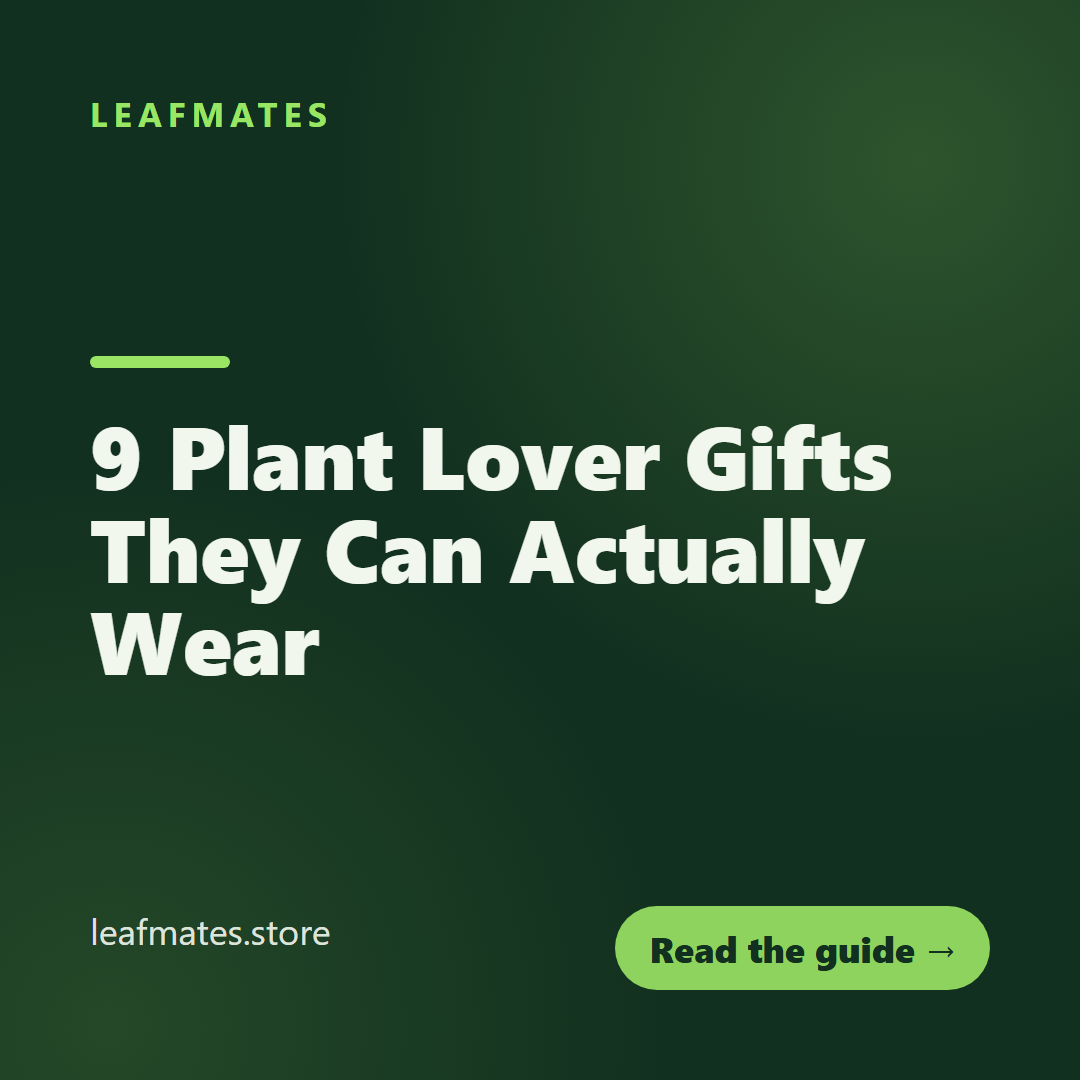 LEAFMATES
9 Plant Lover Gifts
They Can Actually
Wear
leafmates.store
Read the guide →